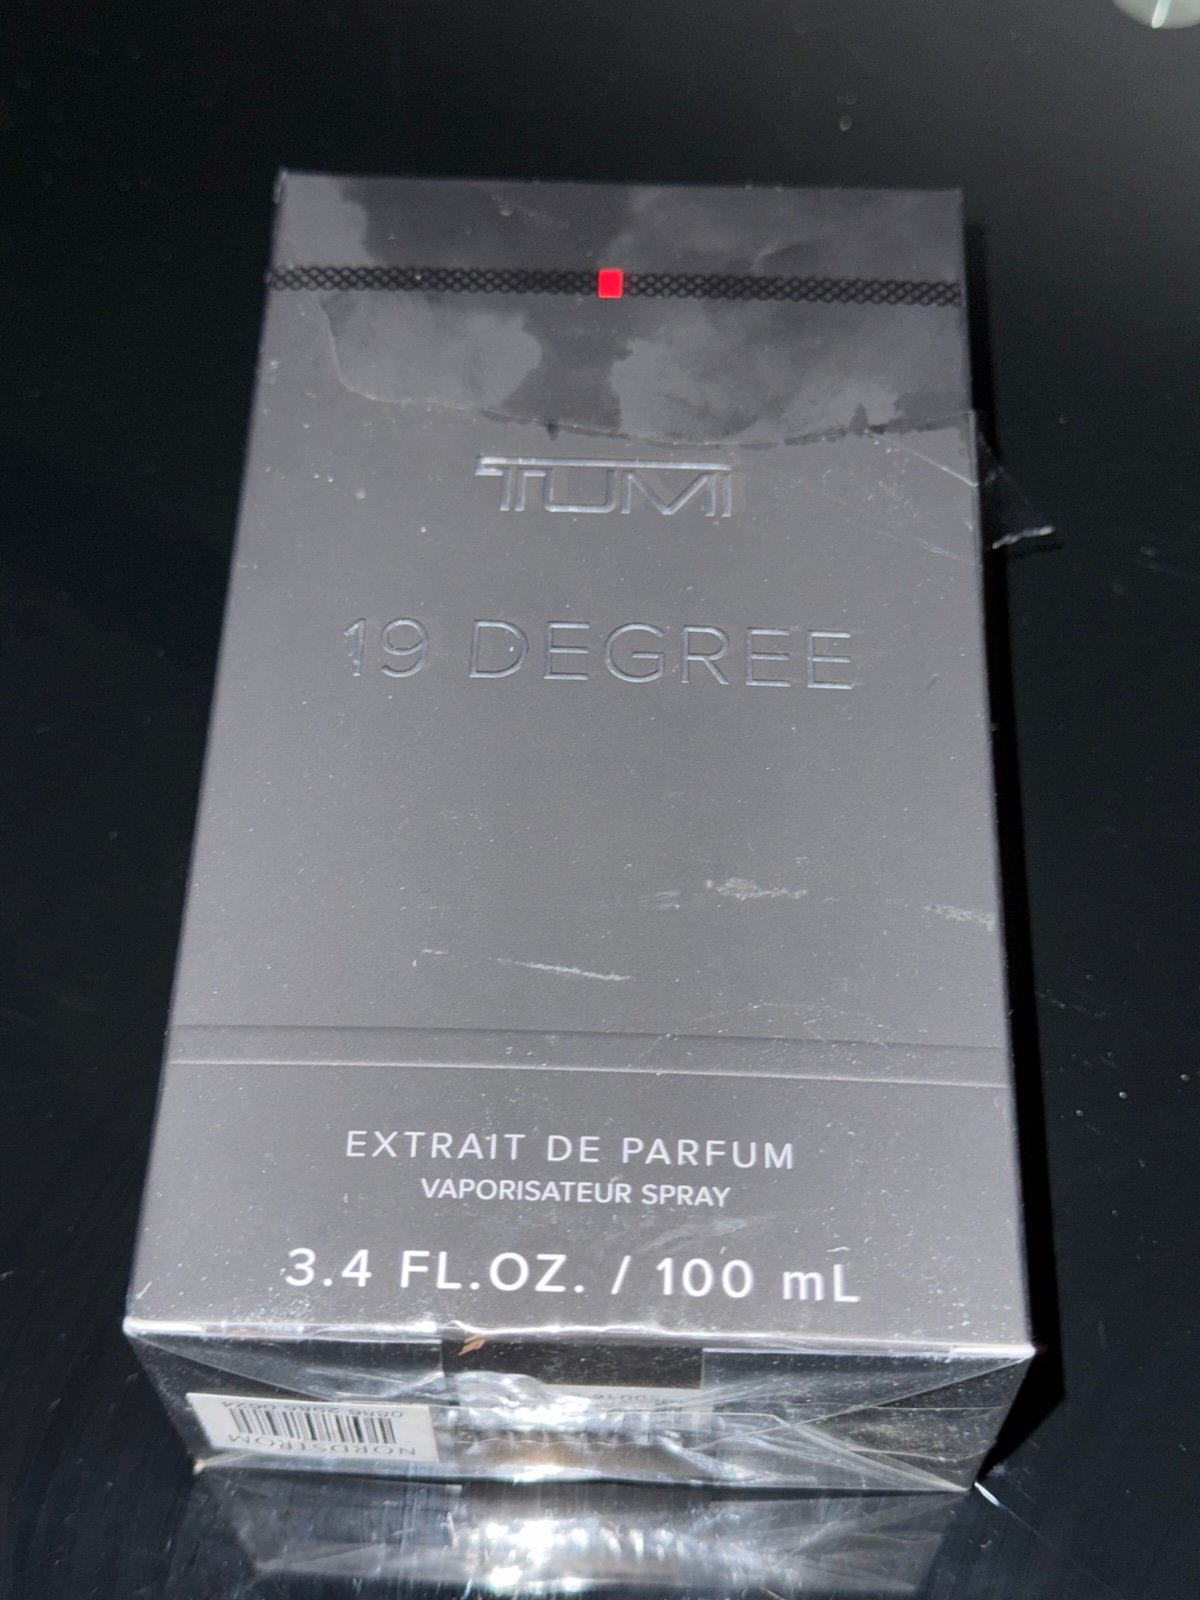 TUMI
19 DEGREE
EXTRAIT DE PARFUM
VAPORISATEUR SPRAY
3.4 FL.OZ. / 100 mL
NORDSTROM